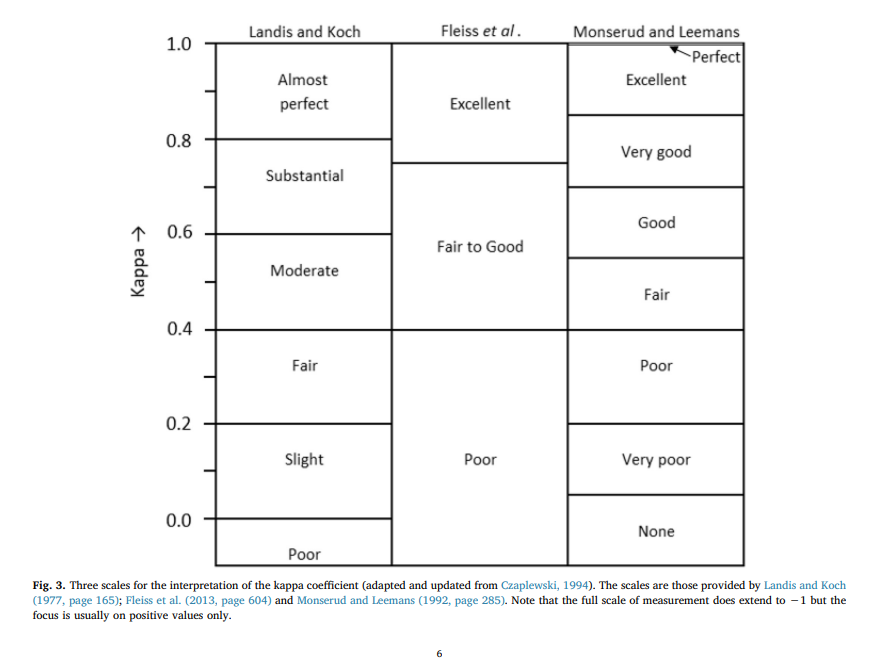 Landis and Koch
Fleiss et al.
Monserud and Leemans
1.0
Perfect
Almost
perfect
Excellent
Excellent
0.8
Very good
Substantial
0.6
Good
Kappa →
Fair to Good
Moderate
Fair
0.4
Fair
Poor
0.2
Slight
Poor
Very poor
0.0
None
Poor
Fig. 3. Three scales for the interpretation of the kappa coefficient (adapted and updated from Czaplewski, 1994). The scales are those provided by Landis and Koch
(1977, page 165); Fleiss et al. (2013, page 604) and Monserud and Leemans (1992, page 285). Note that the full scale of measurement does extend to −1 but the
focus is usually on positive values only.
6